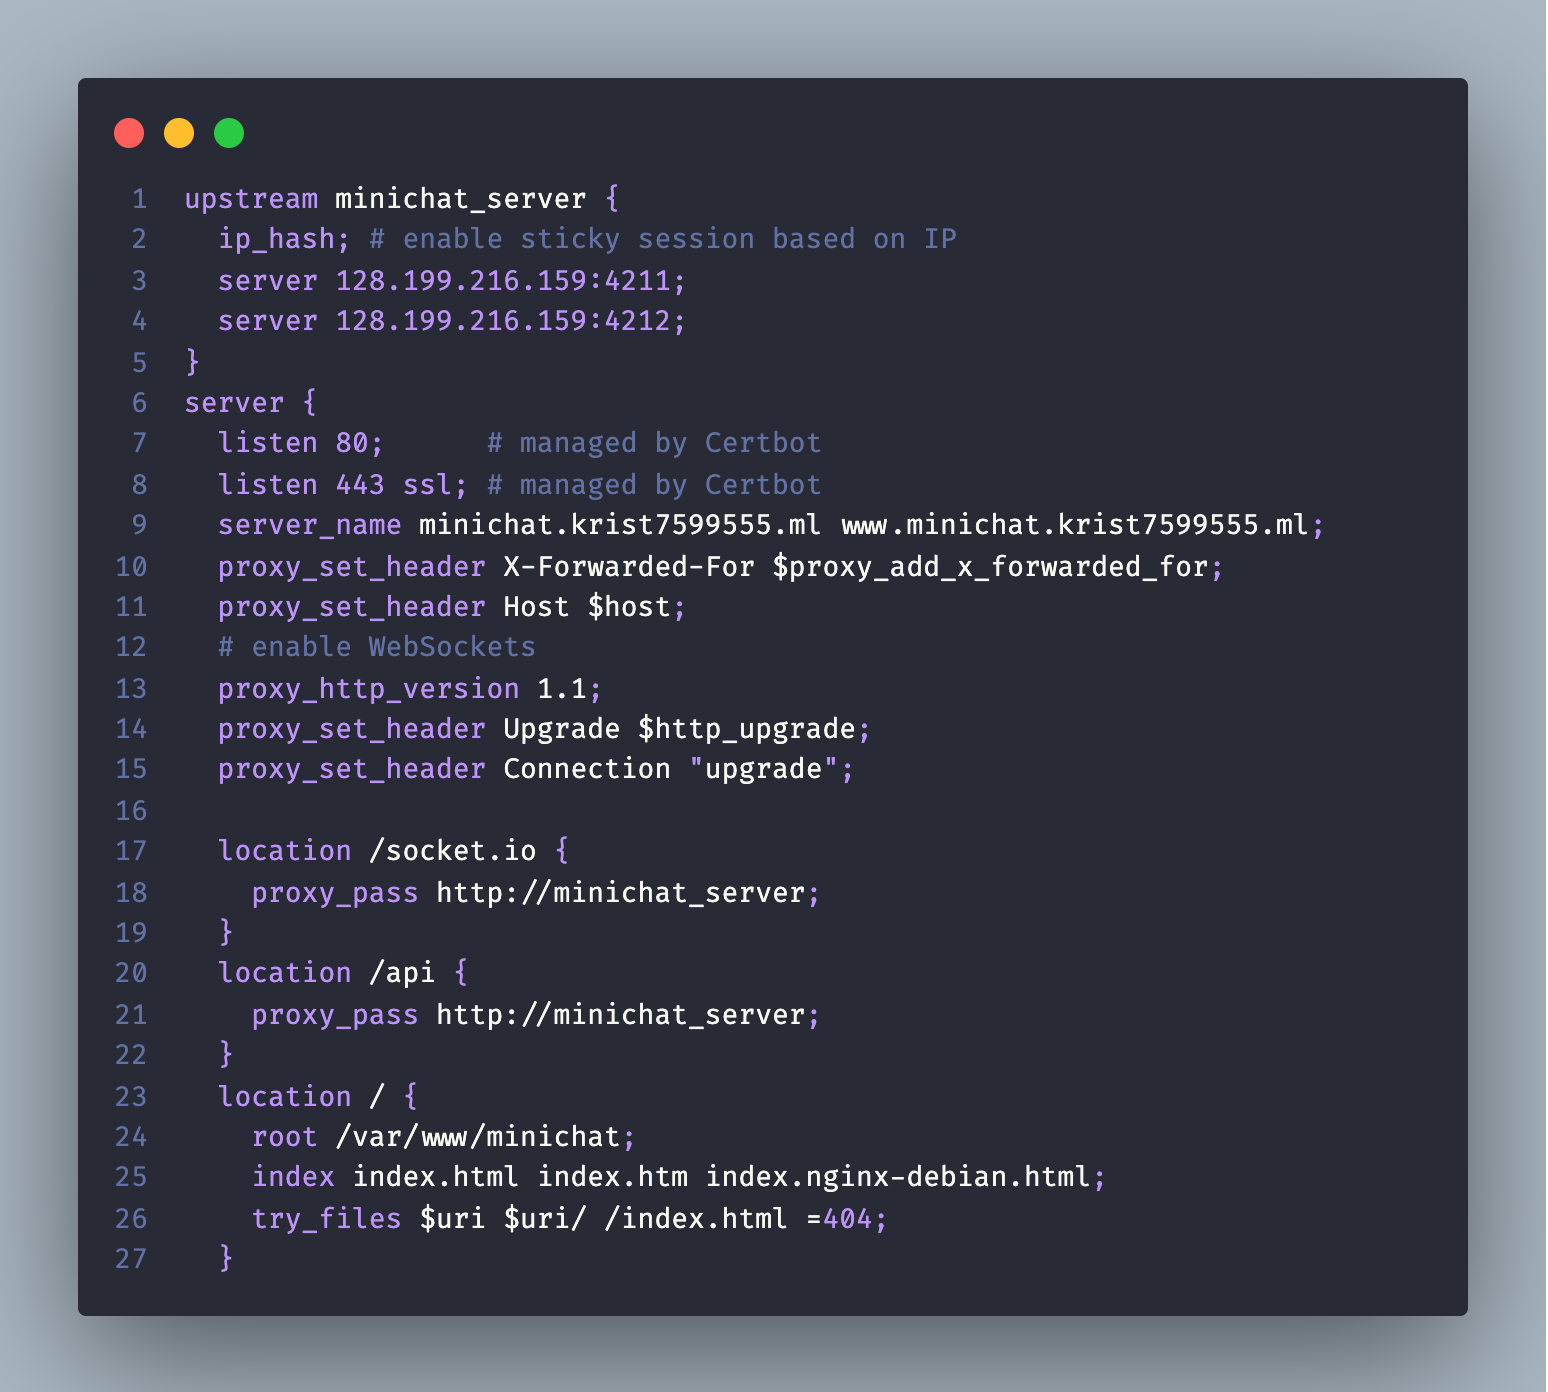 1 upstream minichat_server {
2   ip_hash; # enable sticky session based on IP
3   server 128.199.216.159:4211;
4   server 128.199.216.159:4212;
5 }
6 server {
7   listen 80;      # managed by Certbot
8   listen 443 ssl; # managed by Certbot
9   server_name minichat.krist7599555.ml www.minichat.krist7599555.ml;
10   proxy_set_header X-Forwarded-For $proxy_add_x_forwarded_for;
11   proxy_set_header Host $host;
12   # enable WebSockets
13   proxy_http_version 1.1;
14   proxy_set_header Upgrade $http_upgrade;
15   proxy_set_header Connection "upgrade";
16
17   location /socket.io {
18     proxy_pass http://minichat_server;
19   }
20   location /api {
21     proxy_pass http://minichat_server;
22   }
23   location / {
24     root /var/www/minichat;
25     index index.html index.htm index.nginx-debian.html;
26     try_files $uri $uri/ /index.html =404;
27   }